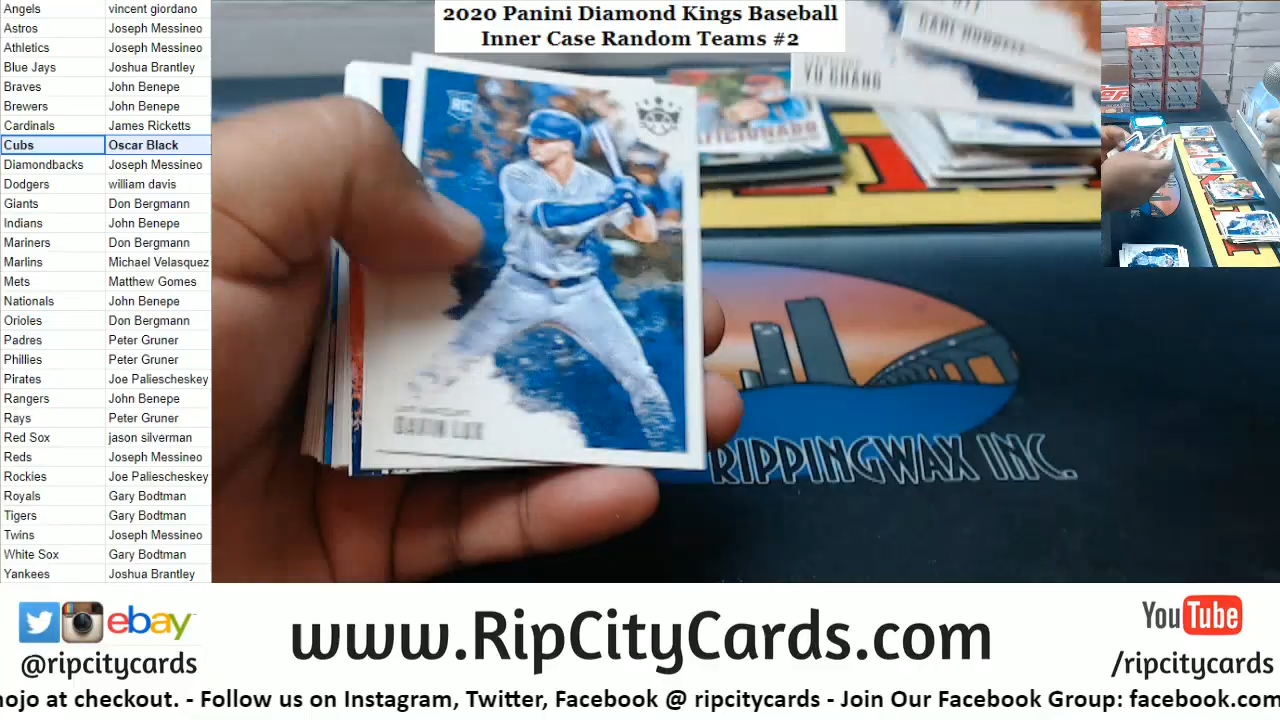 Angels vincent giordano
Astros Joseph Messineo
Athletics Joseph Messineo
Blue Jays Joshua Brantley
Braves John Benepe
Brewers John Benepe
Cardinals James Ricketts
Cubs Oscar Black
Diamondbacks Joseph Messineo
Dodgers william davis
Giants Don Bergmann
Indians John Benepe
Mariners Don Bergmann
Marlins Michael Velasquez
Mets Matthew Gomes
Nationals John Benepe
Orioles Don Bergmann
Padres Peter Gruner
Phillies Peter Gruner
Pirates Joe Paliescheskey
Rangers John Benepe
Rays Peter Gruner
Red Sox jason silverman
Reds Joseph Messineo
Rockies Joe Paliescheskey
Royals Gary Bodtman
Tigers Gary Bodtman
Twins Joseph Messineo
White Sox Gary Bodtman
Yankees Joshua Brantley
2020 Panini Diamond Kings Baseball
Inner Case Random Teams #2
CARL HUBBELL
YU CHANG
RC
GAVIN LUX
RIPPINGWAX INC.
ebay
@ripcitycards
www.RipCityCards.com
YouTube
/ripcitycards
mojo at checkout. - Follow us on Instagram, Twitter, Facebook @ ripcitycards - Join Our Facebook Group: facebook.com